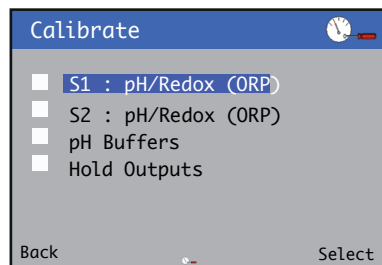 Calibrate
S1 : pH/Redox (ORP)
S2 : pH/Redox (ORP)
pH Buffers
Hold Outputs
Back Select